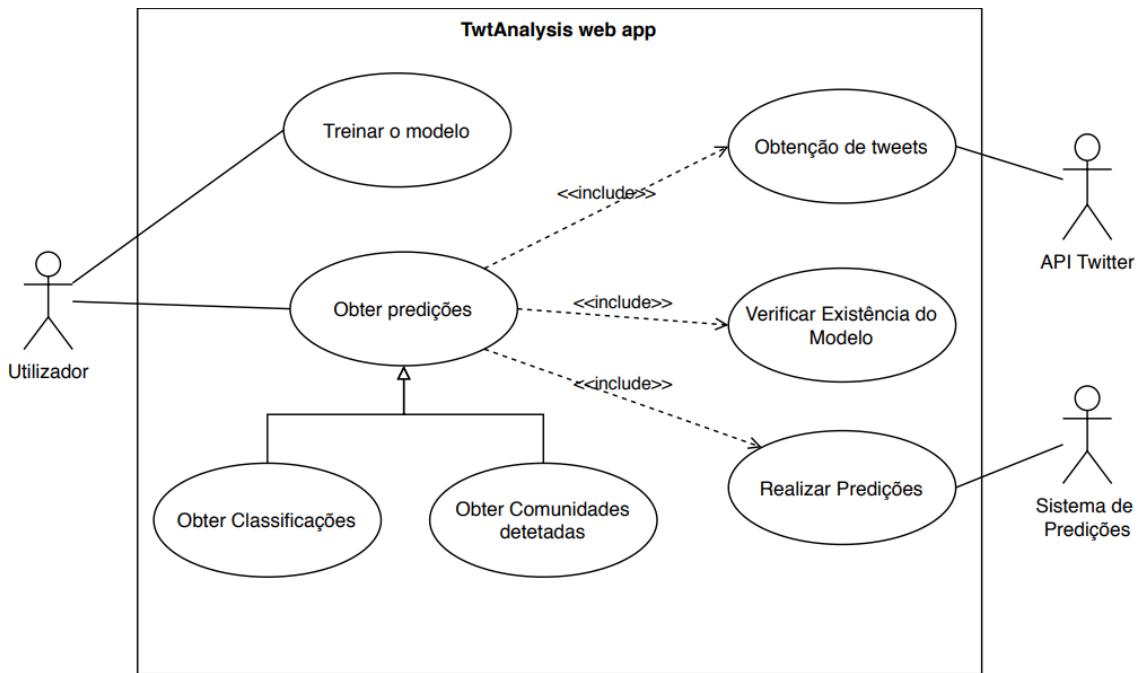 TwtAnalysis web app
Treinar o modelo
Obtenção de tweets
<<include>>
API Twitter
Obter predições
<<include>>
Verificar Existência do
Modelo
Utilizador
<<include>>
Obter Classificações
Obter Comunidades
detetadas
Realizar Predições
Sistema de
Predições